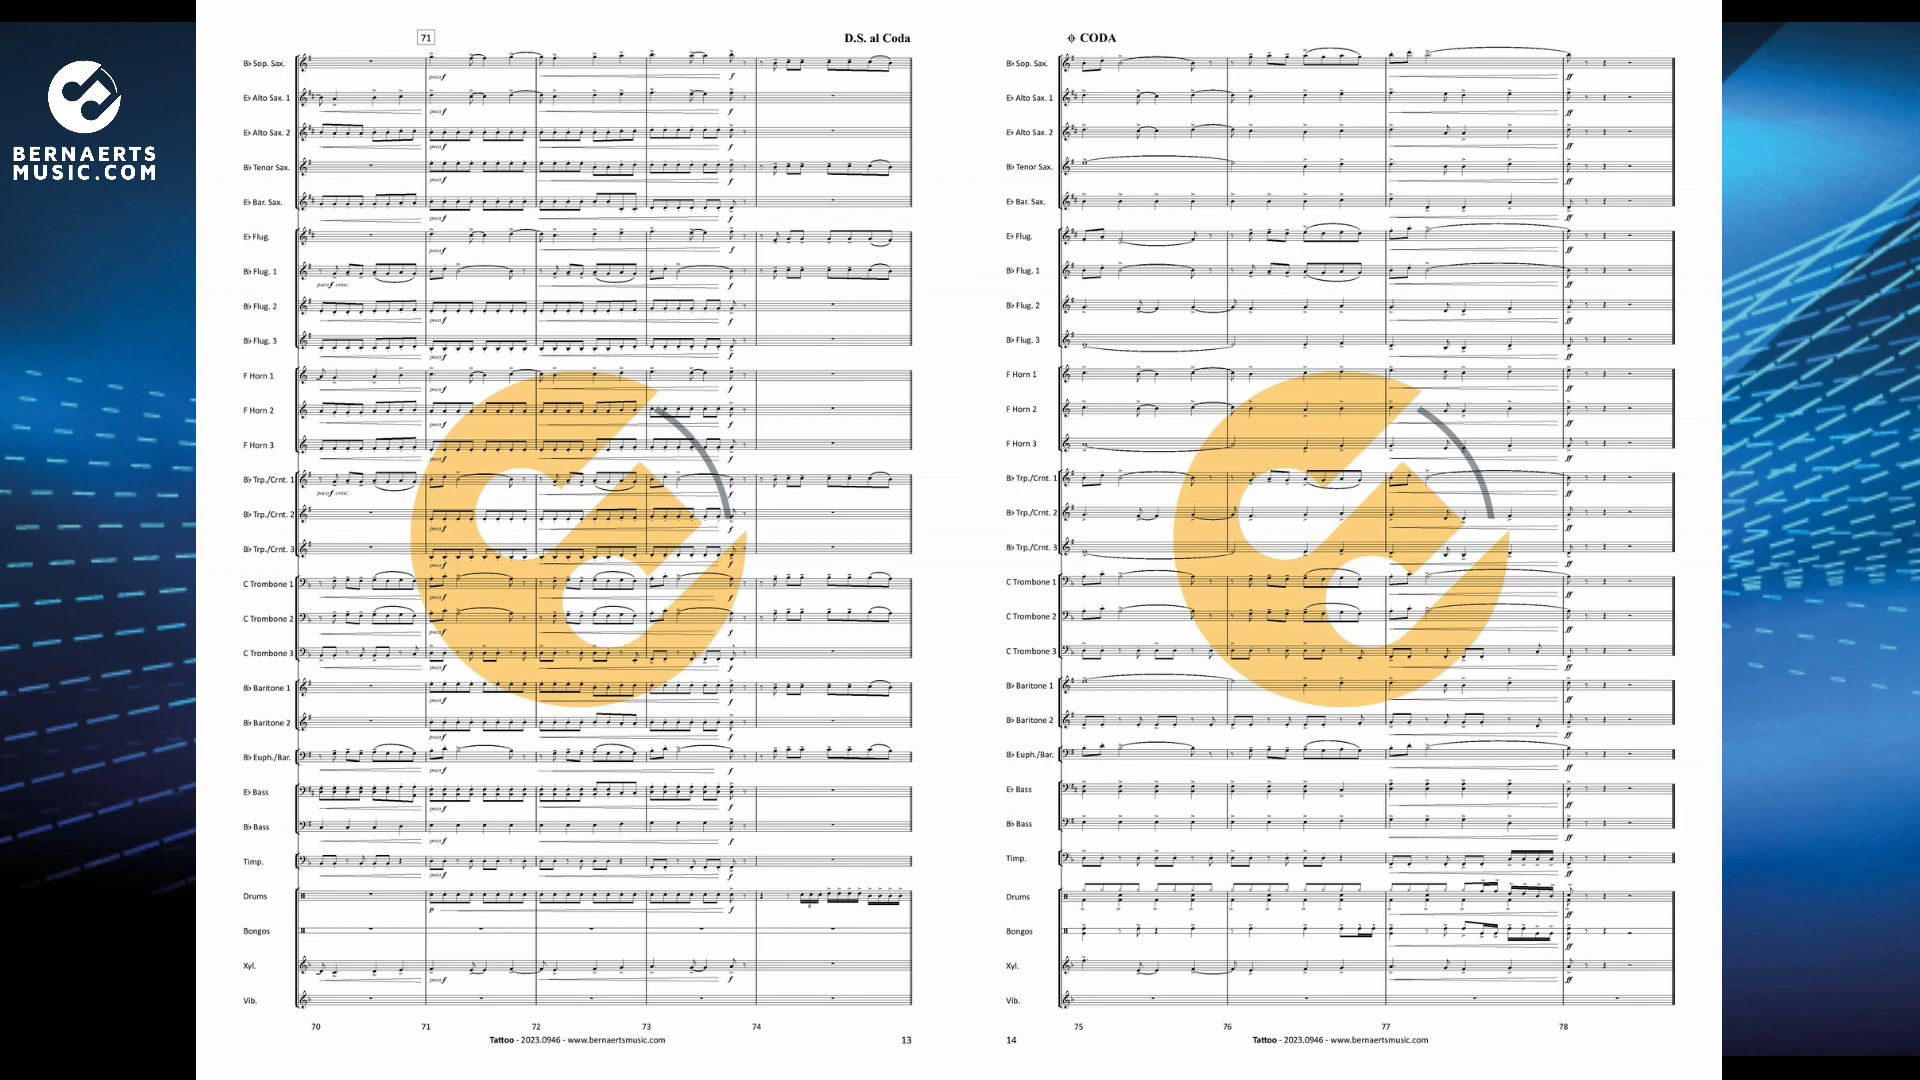 BERNAERTS
MUSIC.COM
71
D.S. al Coda
B♭ Sop. Sax.
E♭ Alto Sax. 1
E♭ Alto Sax. 2
B♭ Tenor Sax.
E♭ Bar. Sax.
E♭ Flug.
B♭ Flug. 1
B♭ Flug. 2
B♭ Flug. 3
F Horn 1
F Horn 2
F Horn 3
B♭ Trp./Crnt. 1
B♭ Trp./Crnt. 2
B♭ Trp./Crnt. 3
C Trombone 1
C Trombone 2
C Trombone 3
B♭ Baritone 1
B♭ Baritone 2
B♭ Euph./Bar.
E♭ Bass
B♭ Bass
Timp.
Drums
Bongos
Xyl.
Vib.
poco f
poco f cresc.
70 71 72 73 74
Tattoo - 2023.0946 - www.bernaertsmusic.com
13
CODA
B♭ Sop. Sax.
E♭ Alto Sax. 1
E♭ Alto Sax. 2
B♭ Tenor Sax.
E♭ Bar. Sax.
E♭ Flug.
B♭ Flug. 1
B♭ Flug. 2
B♭ Flug. 3
F Horn 1
F Horn 2
F Horn 3
B♭ Trp./Crnt. 1
B♭ Trp./Crnt. 2
B♭ Trp./Crnt. 3
C Trombone 1
C Trombone 2
C Trombone 3
B♭ Baritone 1
B♭ Baritone 2
B♭ Euph./Bar.
E♭ Bass
B♭ Bass
Timp.
Drums
Bongos
Xyl.
Vib.
ff
75 76 77 78
14
Tattoo - 2023.0946 - www.bernaertsmusic.com